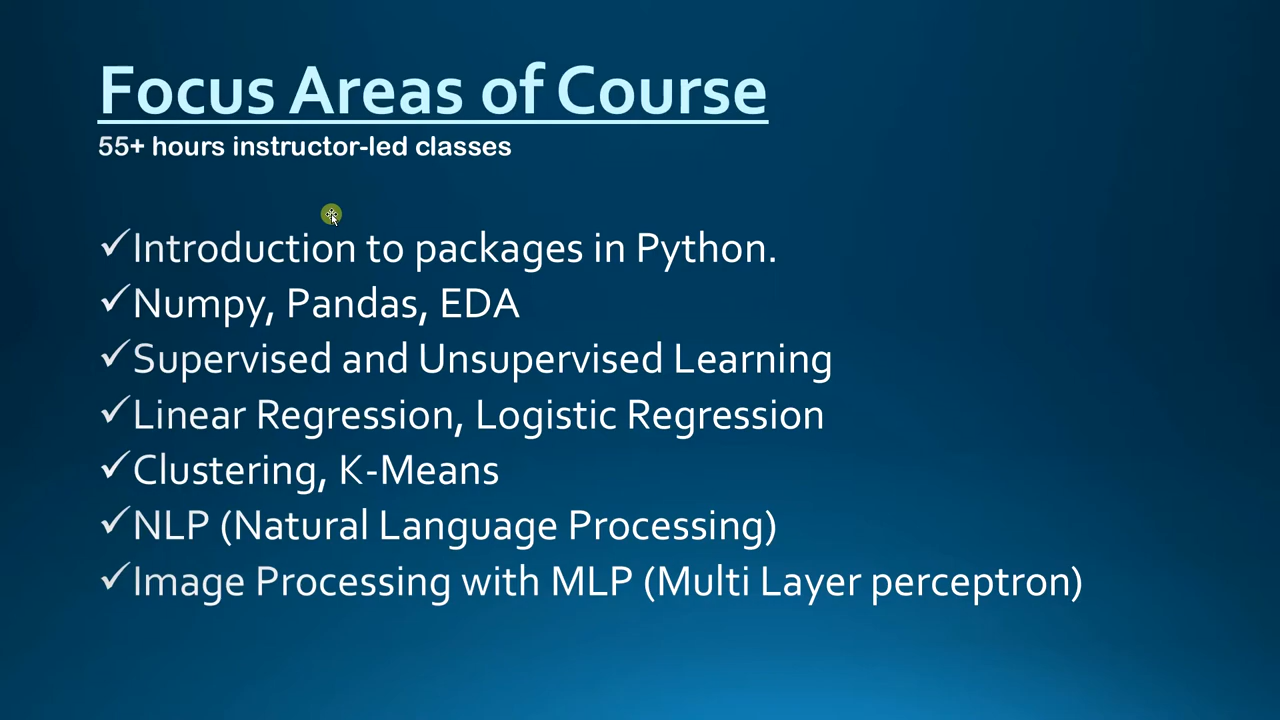 Focus Areas of Course
55+ hours instructor-led classes
✓Introduction to packages in Python.
✓Numpy, Pandas, EDA
✓Supervised and Unsupervised Learning
✓Linear Regression, Logistic Regression
✓Clustering, K-Means
✓NLP (Natural Language Processing)
✓Image Processing with MLP (Multi Layer perceptron)